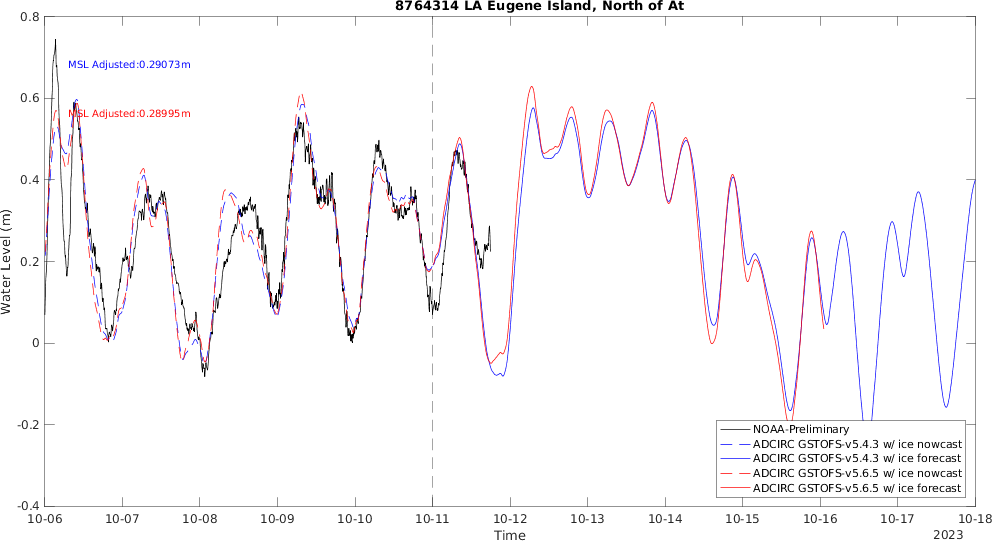 8764314 LA Eugene Island, North of At
MSL Adjusted:0.29073m
MSL Adjusted:0.28995m
Water Level (m)
0.8
0.6
0.4
0.2
0
-0.2
-0.4
NOAA-Preliminary
ADCIRC GSTOFS-v5.4.3 w/ ice nowcast
ADCIRC GSTOFS-v5.4.3 w/ ice forecast
ADCIRC GSTOFS-v5.6.5 w/ ice nowcast
ADCIRC GSTOFS-v5.6.5 w/ ice forecast
10-06 10-07 10-08 10-09 10-10 10-11 10-12 10-13 10-14 10-15 10-16 10-17 10-18
Time
2023